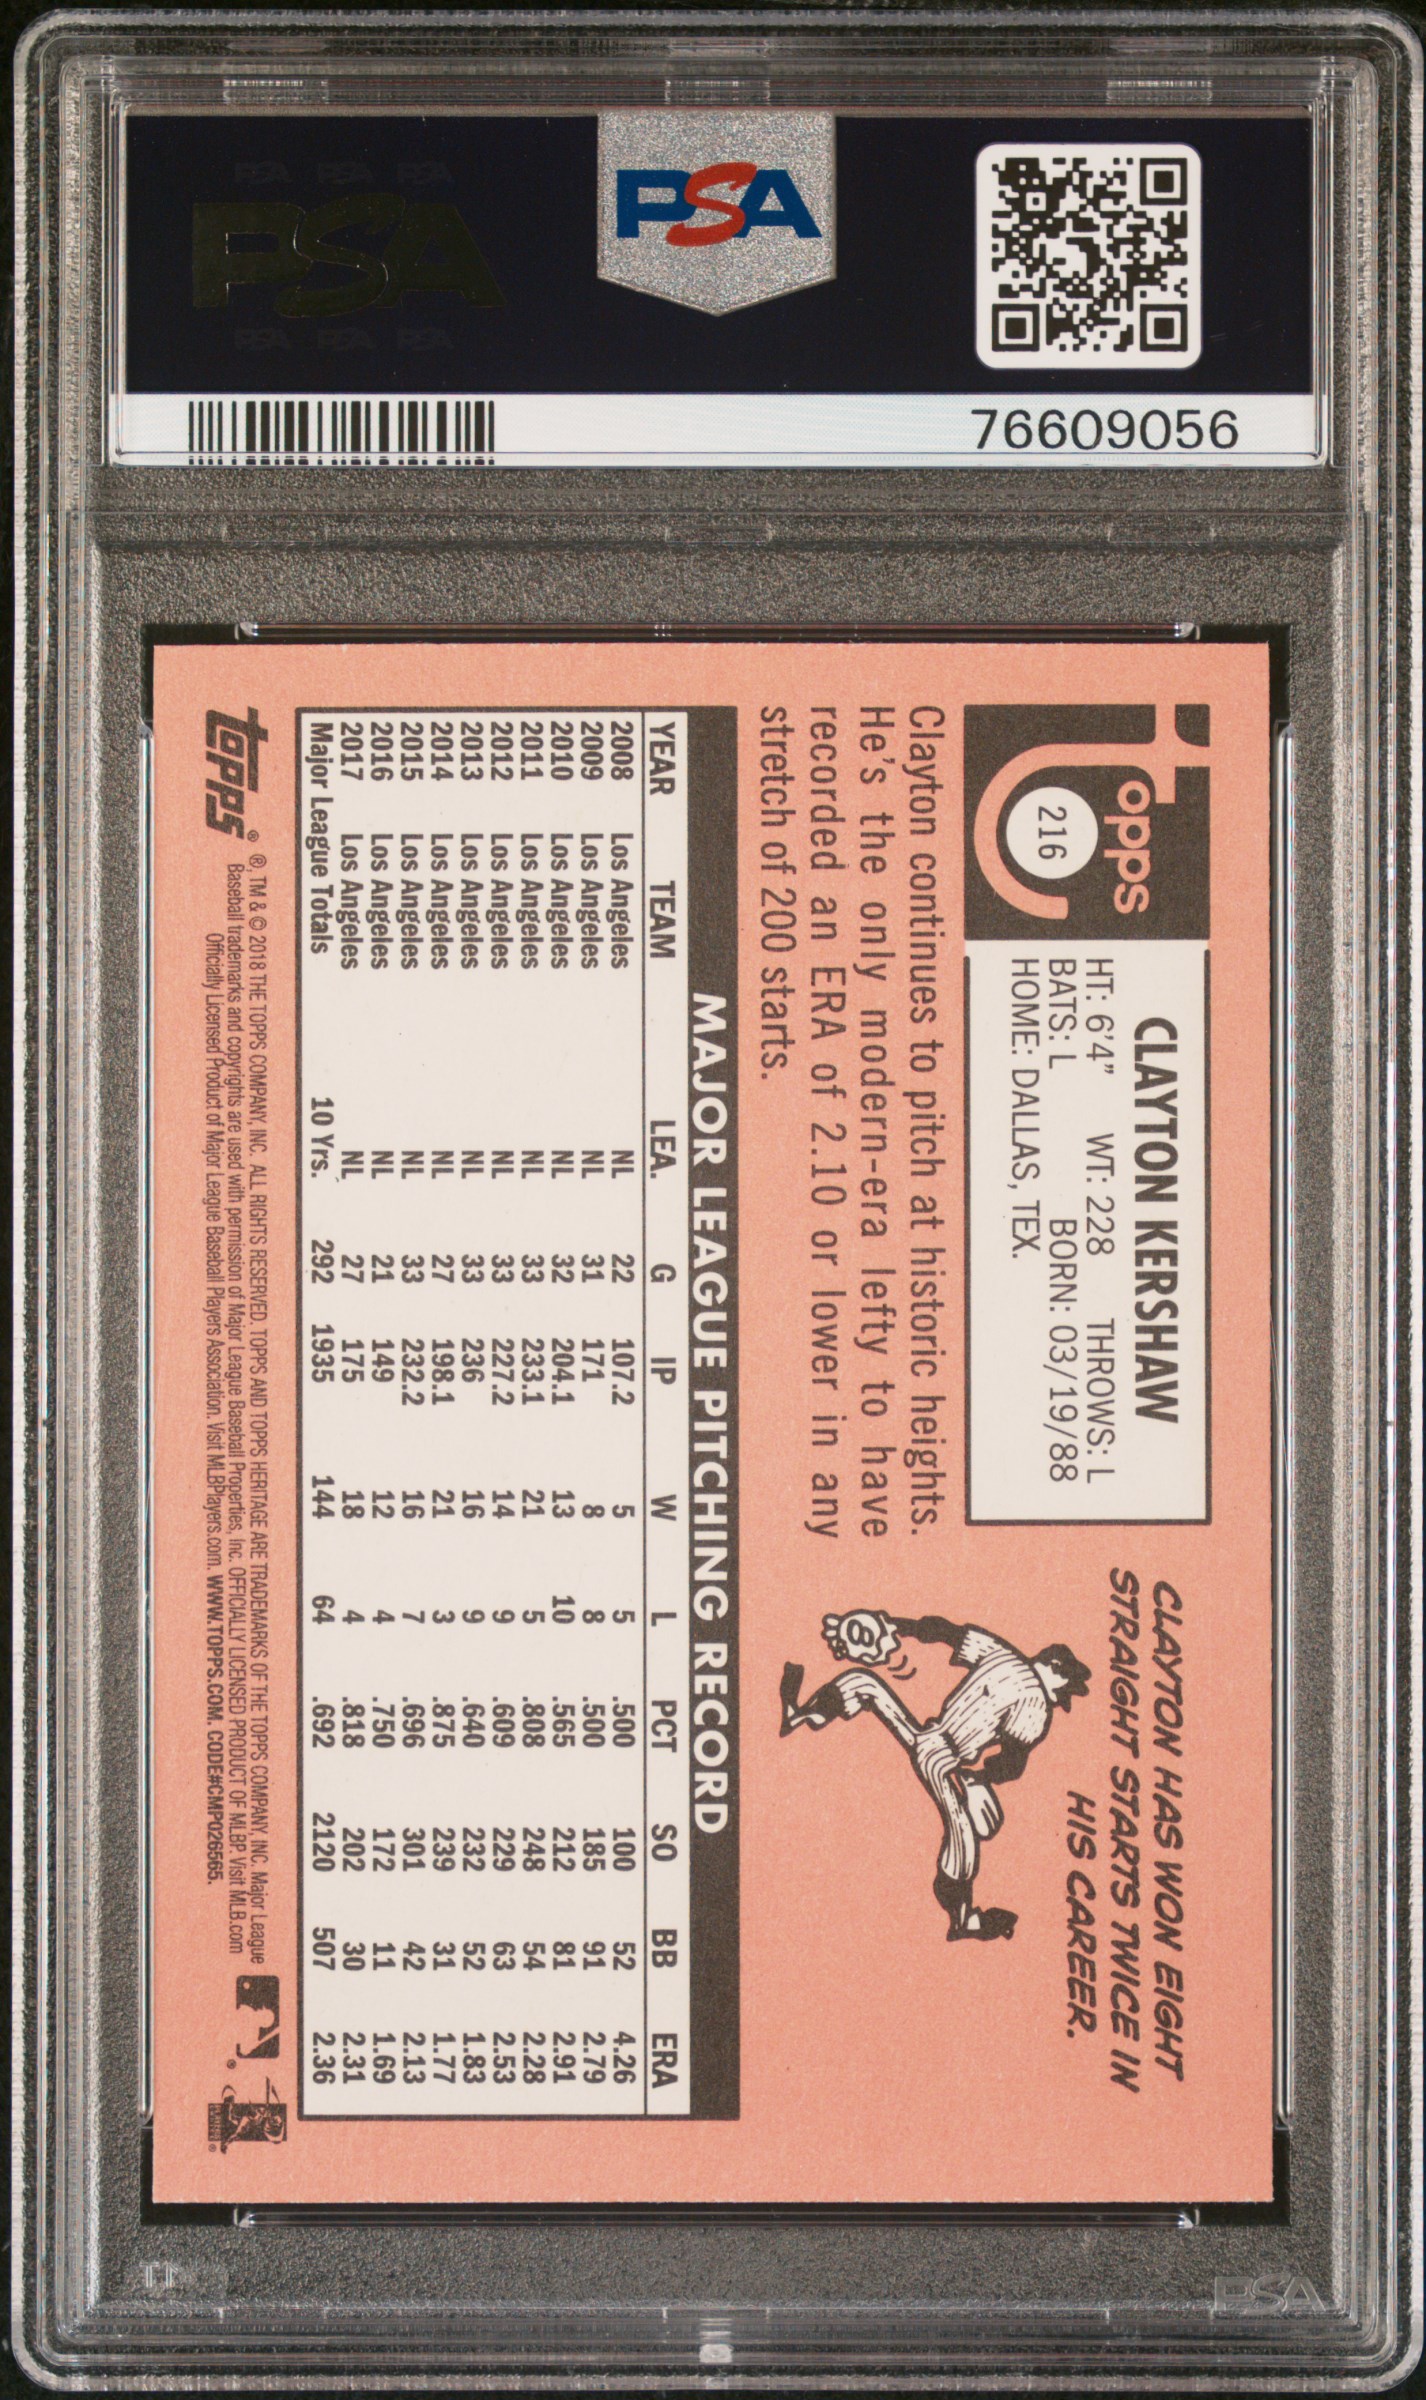 PSA PSA PSA
PSA
PSA PSA PSA
PSA
76609056
Topps
216
CLAYTON KERSHAW
HT: 6'4" WT: 228 THROWS: L
BATS: L BORN: 03/19/88
HOME: DALLAS, TEX.
CLAYTON HAS WON EIGHT
STRAIGHT STARTS TWICE IN
HIS CAREER.
8
Clayton continues to pitch at historic heights.
He's the only modern-era lefty to have
recorded an ERA of 2.10 or lower in any
stretch of 200 starts.
MAJOR LEAGUE PITCHING RECORD
YEAR TEAM LEA. G IP W L PCT SO BB ERA
2008 Los Angeles NL 22 107.2 5 5 .500 100 52 4.26
2009 Los Angeles NL 31 171 8 8 .500 185 91 2.79
2010 Los Angeles NL 32 204.1 13 10 .565 212 81 2.91
2011 Los Angeles NL 33 233.1 21 5 .808 248 54 2.28
2012 Los Angeles NL 33 227.2 14 9 .609 229 63 2.53
2013 Los Angeles NL 33 236 16 9 .640 232 52 1.83
2014 Los Angeles NL 27 198.1 21 3 .875 239 31 1.77
2015 Los Angeles NL 33 232.2 16 7 .696 301 42 2.13
2016 Los Angeles NL 21 149 12 4 .750 172 11 1.69
2017 Los Angeles NL 27 175 18 4 .818 202 30 2.31
Major League Totals 10 Yrs. 292 1935 144 64 .692 2120 507 2.36
topps®
®, TM & © 2018 THE TOPPS COMPANY, INC. ALL RIGHTS RESERVED. TOPPS AND TOPPS HERITAGE ARE TRADEMARKS OF THE TOPPS COMPANY, INC. Major League
Baseball trademarks and copyrights are used with permission of Major League Baseball Properties, Inc. OFFICIALLY LICENSED PRODUCT OF MLBP. Visit MLB.com
Officially Licensed Product of Major League Baseball Players Association. Visit MLBPlayers.com. WWW.TOPPS.COM. CODE#CMP026565.
PSA